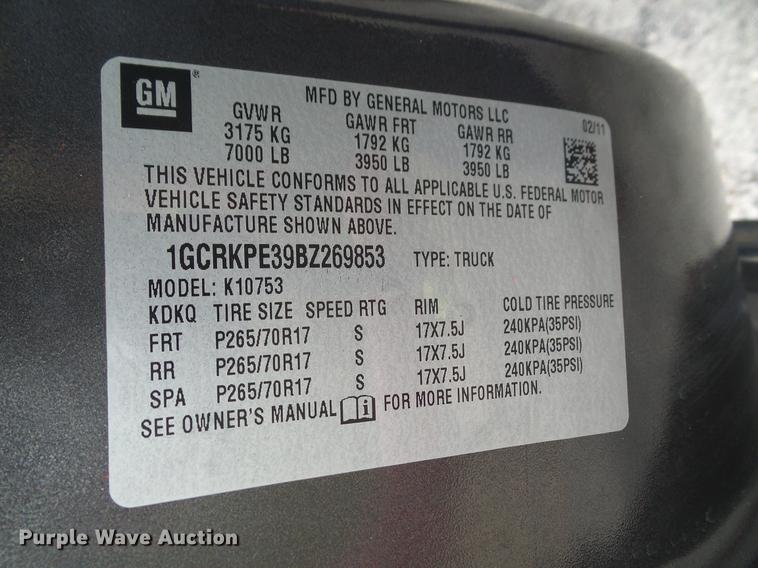 GM ®
MFD BY GENERAL MOTORS LLC
02/11
GVWR GAWR FRT GAWR RR
3175 KG 1792 KG 1792 KG
7000 LB 3950 LB 3950 LB
THIS VEHICLE CONFORMS TO ALL APPLICABLE U.S. FEDERAL MOTOR
VEHICLE SAFETY STANDARDS IN EFFECT ON THE DATE OF
MANUFACTURE SHOWN ABOVE.
1GCRKPE39BZ269853 TYPE: TRUCK
MODEL: K10753
KDKQ TIRE SIZE SPEED RTG RIM COLD TIRE PRESSURE
FRT P265/70R17 S 17X7.5J 240KPA(35PSI)
RR P265/70R17 S 17X7.5J 240KPA(35PSI)
SPA P265/70R17 S 17X7.5J 240KPA(35PSI)
SEE OWNER'S MANUAL i FOR MORE INFORMATION.
Purple Wave Auction